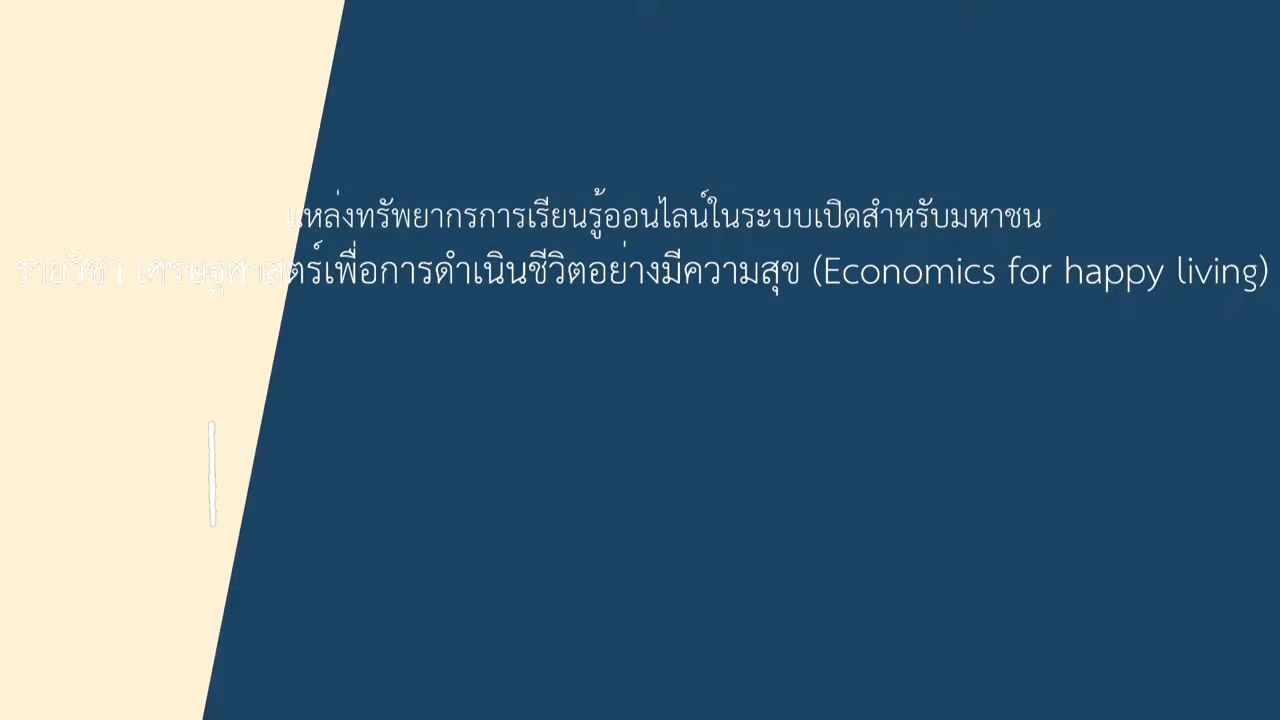 แหล่งทรัพยากรการเรียนรู้ออนไลน์ในระบบเปิดสำหรับมหาชน
รายวิชา เศรษฐศาสตร์เพื่อการดำเนินชีวิตอย่างมีความสุข (Economics for happy living)